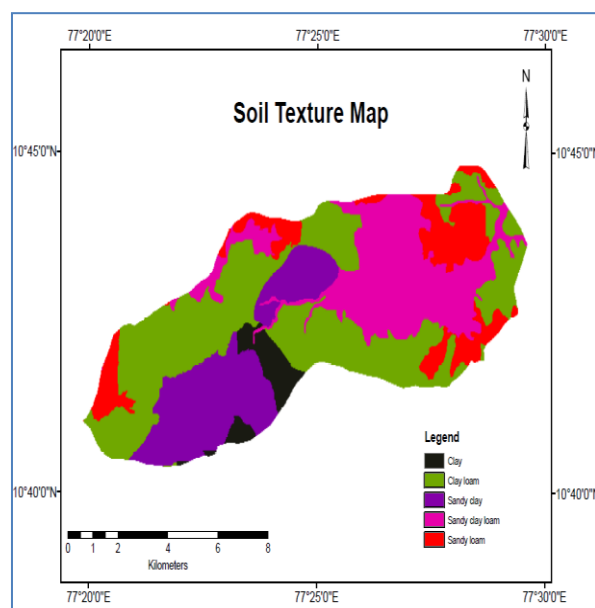 77°20'0"E 77°25'0"E 77°30'0"E
N
Soil Texture Map
10°45'0"N 10°45'0"N
Legend
Clay
Clay loam
Sandy clay
Sandy clay loam
Sandy loam
10°40'0"N 10°40'0"N
0 1 2 4 6 8
Kilometers
77°20'0"E 77°25'0"E 77°30'0"E